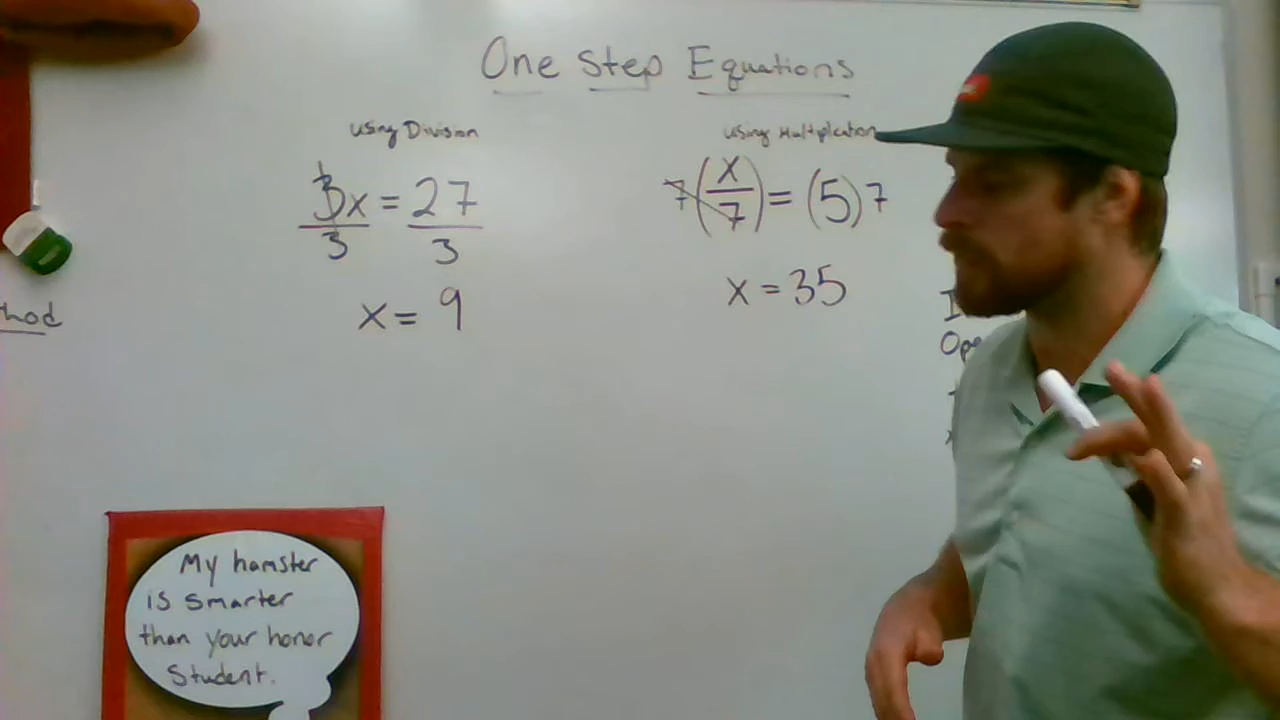 One Step Equations
using Division
3x = 27
3 3
x = 9
using Multiplication
7(x/7) = (5)7
x = 35
hod
I
Ope
My hamster
is smarter
than your honor
Student.